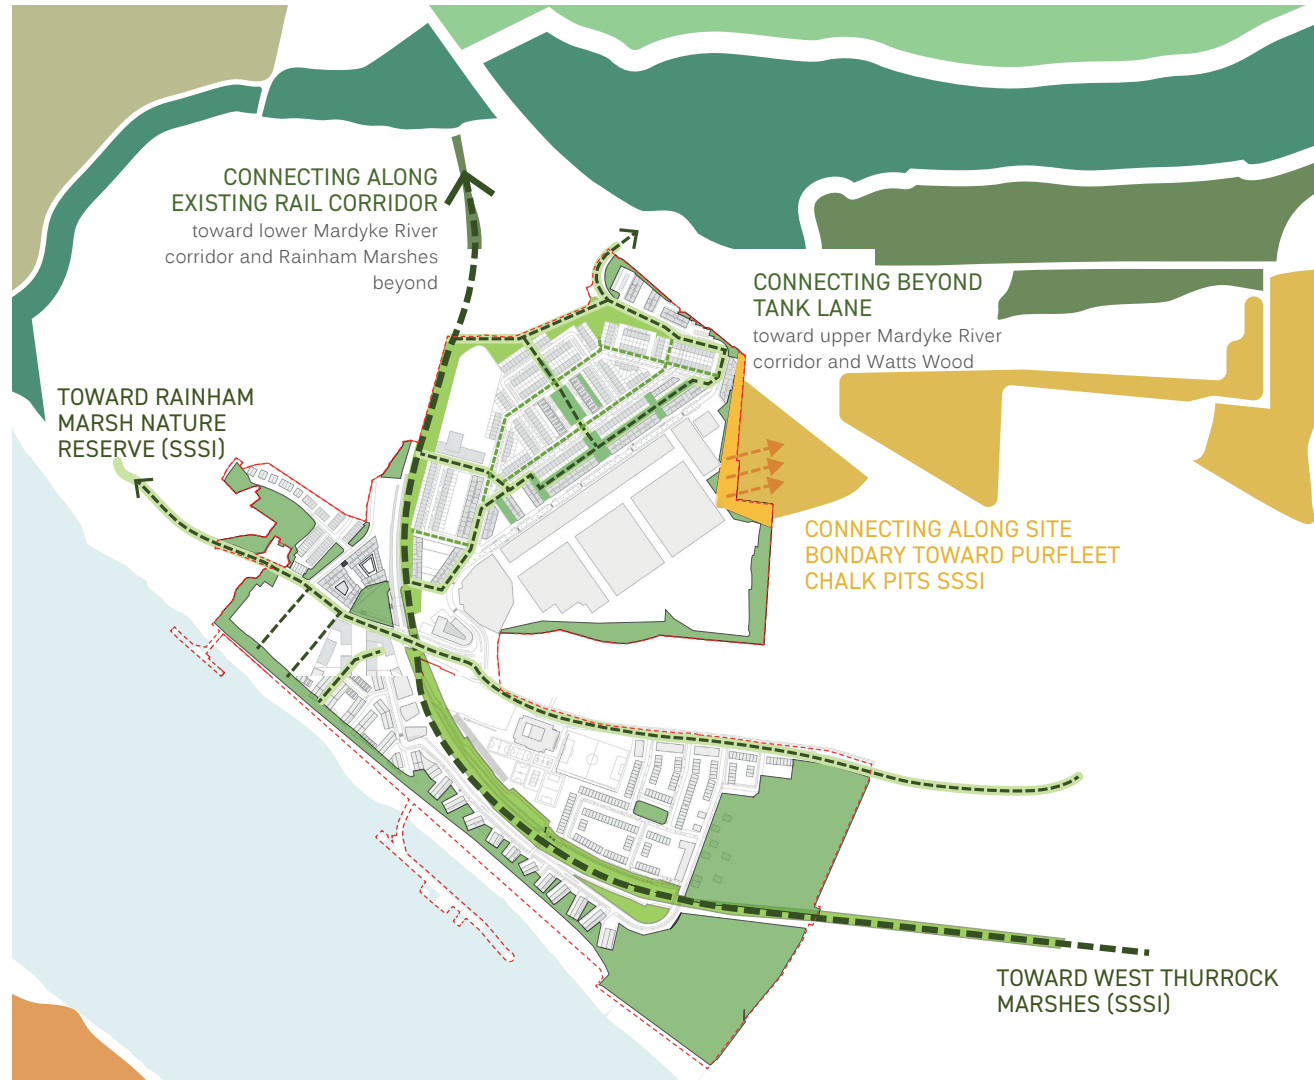 CONNECTING ALONG
EXISTING RAIL CORRIDOR
toward lower Mardyke River
corridor and Rainham Marshes
beyond
CONNECTING BEYOND
TANK LANE
toward upper Mardyke River
corridor and Watts Wood
TOWARD RAINHAM
MARSH NATURE
RESERVE (SSSI)
CONNECTING ALONG SITE
BONDARY TOWARD PURFLEET
CHALK PITS SSSI
TOWARD WEST THURROCK
MARSHES (SSSI)